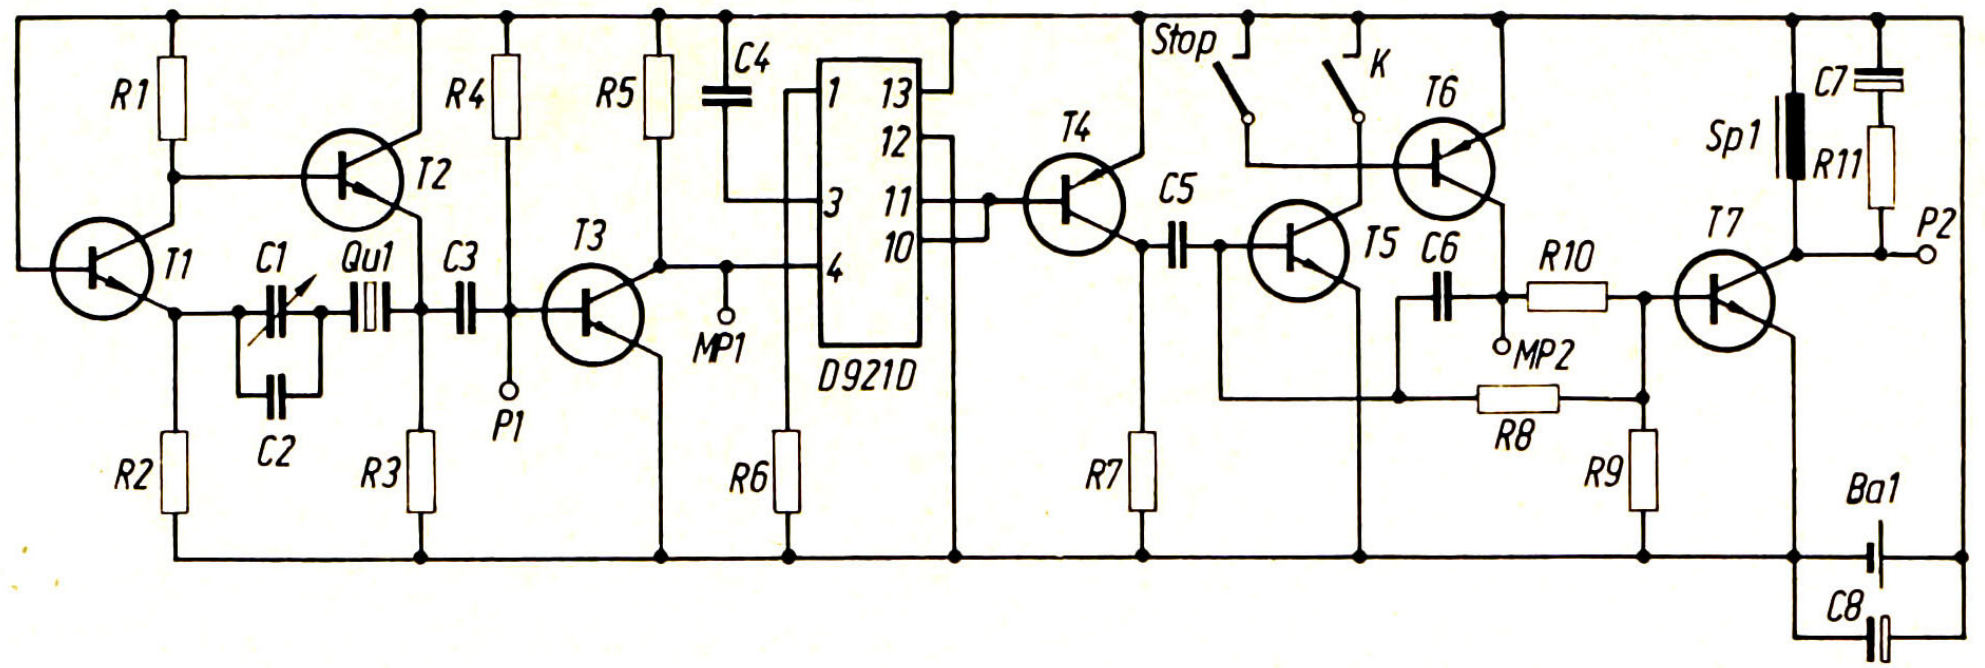 R1
T1
R2
C1
C2
Qu1
T2
R3
C3
R4
P1
T3
R5
MP1
C4
1
3
4
13
12
11
10
D921D
R6
T4
R7
C5
Stop
K
T5
T6
C6
MP2
R10
R8
R9
T7
Sp1
C7
R11
P2
Ba1
C8